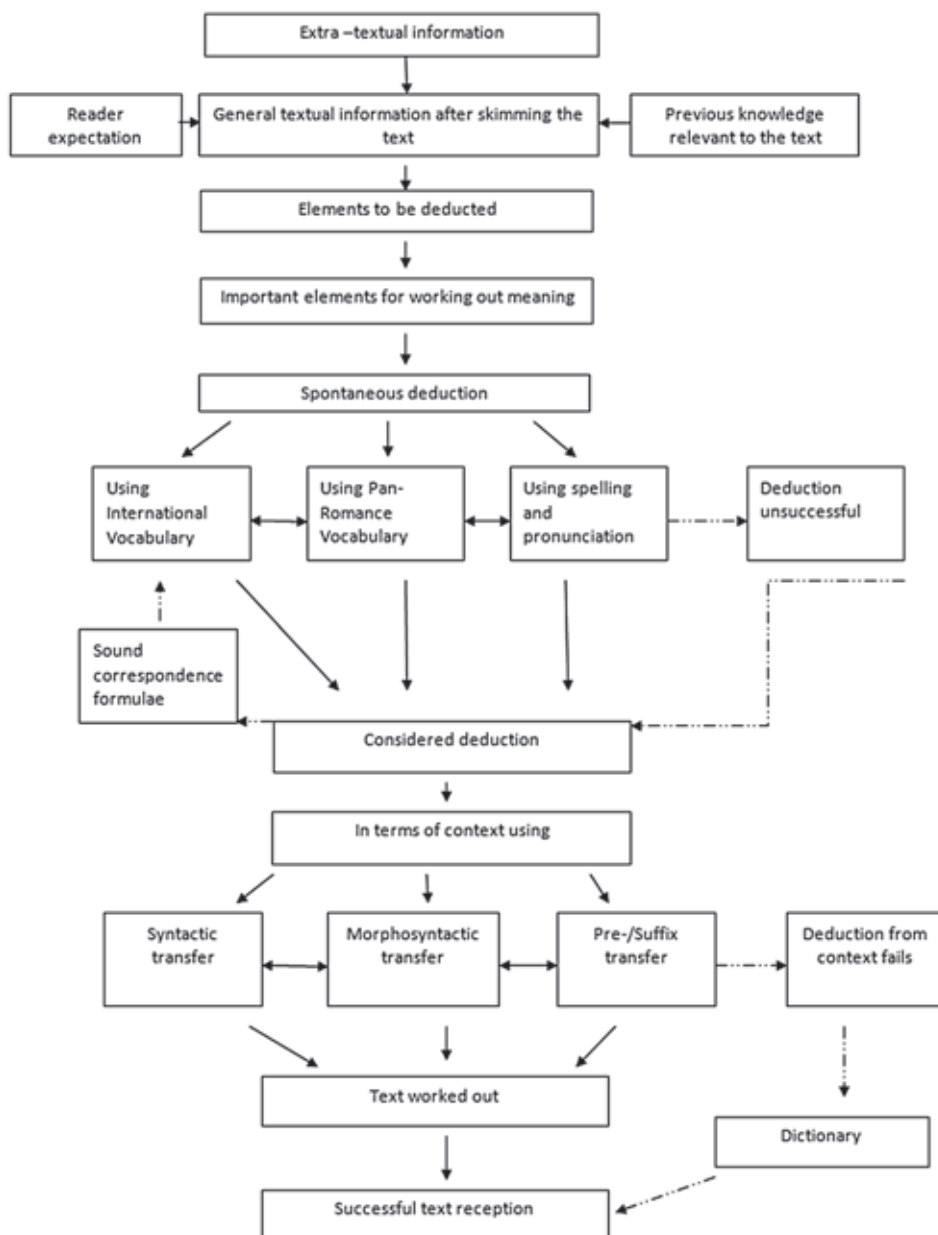 Extra –textual information
Reader
expectation
General textual information after skimming the
text
Previous knowledge
relevant to the text
Elements to be deducted
Important elements for working out meaning
Spontaneous deduction
Using
International
Vocabulary
Using Pan-
Romance
Vocabulary
Using spelling
and
pronunciation
Deduction
unsuccessful
Sound
correspondence
formulae
Considered deduction
In terms of context using
Syntactic
transfer
Morphosyntactic
transfer
Pre-/Suffix
transfer
Deduction from
context fails
Text worked out
Dictionary
Successful text reception